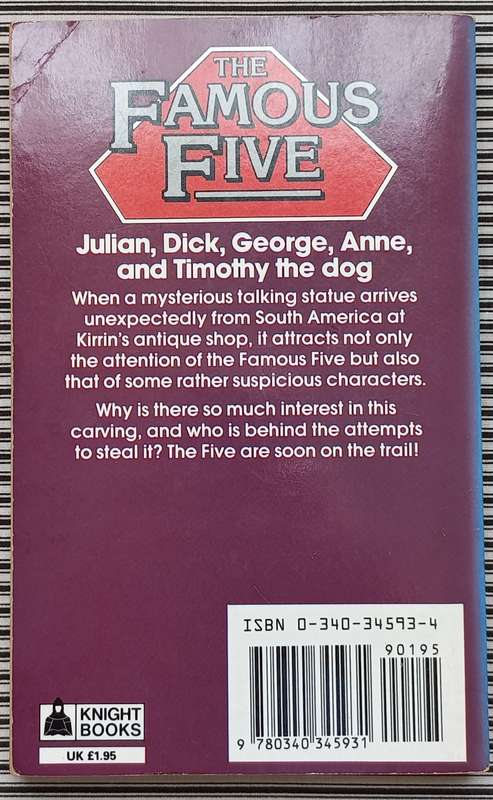 THE
FAMOUS
FIVE
Julian, Dick, George, Anne,
and Timothy the dog
When a mysterious talking statue arrives
unexpectedly from South America at
Kirrin's antique shop, it attracts not only
the attention of the Famous Five but also
that of some rather suspicious characters.
Why is there so much interest in this
carving, and who is behind the attempts
to steal it? The Five are soon on the trail!
ISBN 0-340-34593-4
90195
9 780340 345931
KNIGHT
BOOKS
UK £1.95